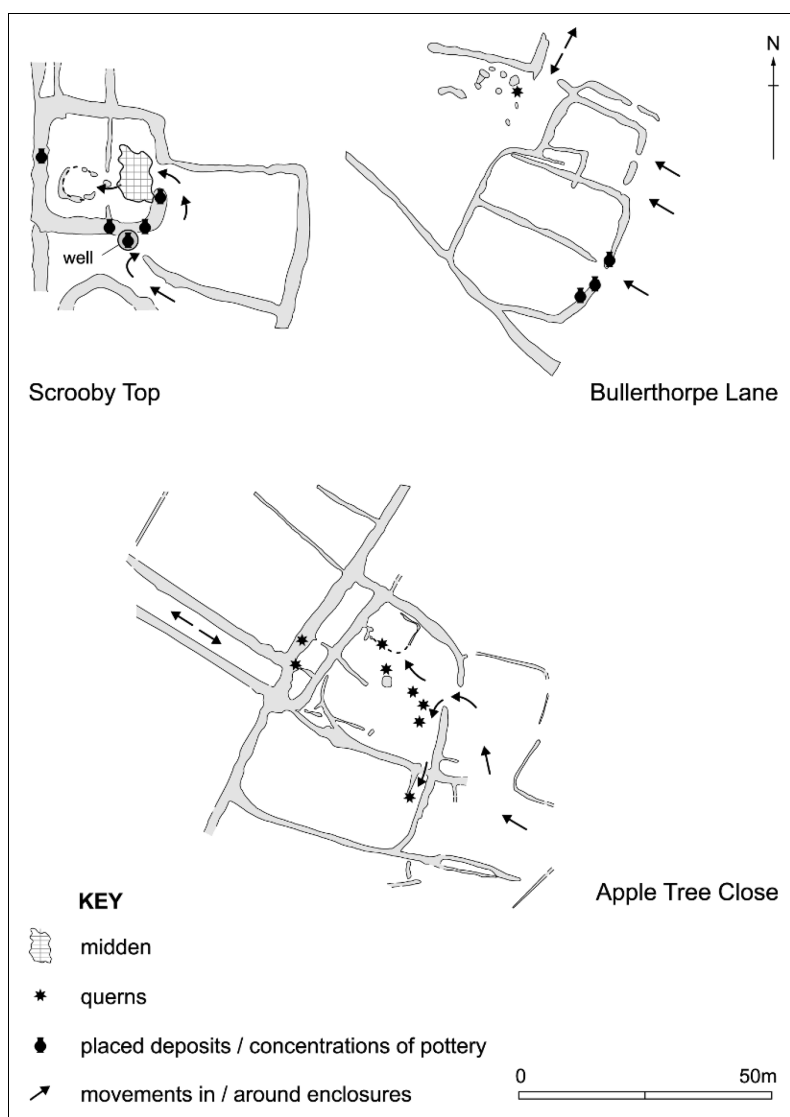 N
well
Scrooby Top
Bullerthorpe Lane
Apple Tree Close
KEY
midden
querns
placed deposits / concentrations of pottery
movements in / around enclosures
0 50m